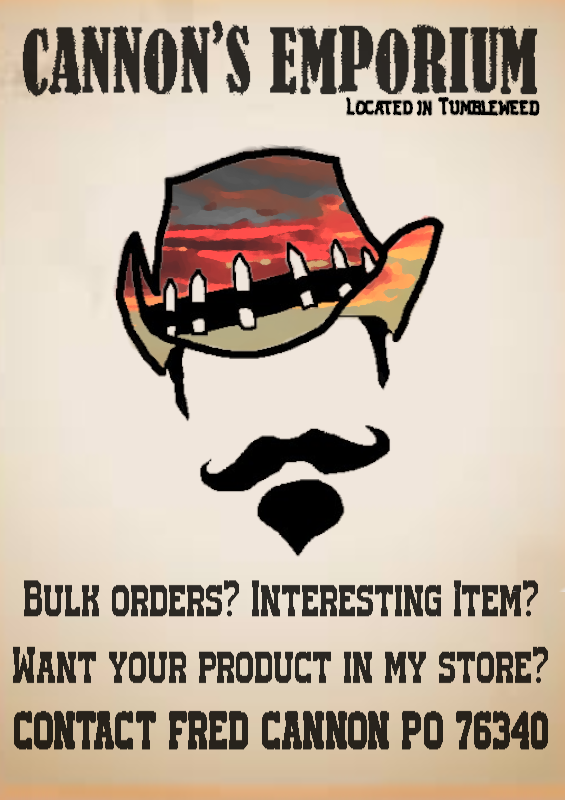 CANNON'S EMPORIUM
LOCATED IN TUMBLEWEED
BULK ORDERS? INTERESTING ITEM?
WANT YOUR PRODUCT IN MY STORE?
CONTACT FRED CANNON PO 76340